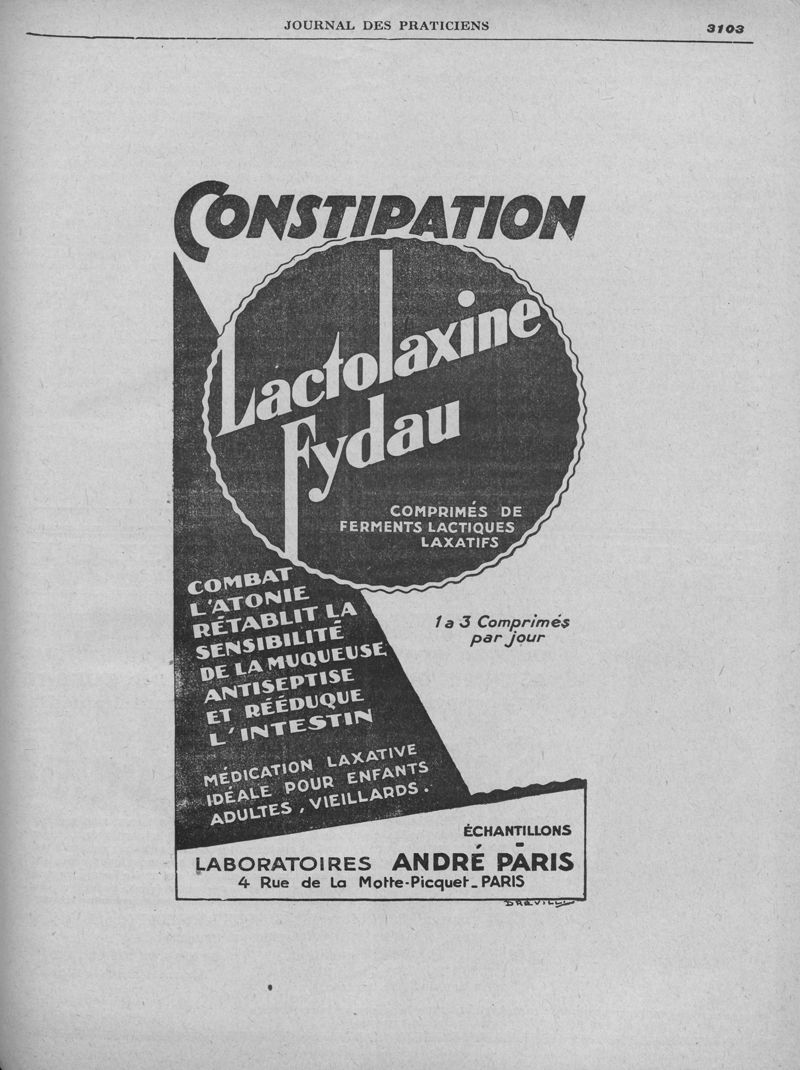 JOURNAL DES PRATICIENS
3103
CONSTIPATION
Lactolaxine
Fydau
COMPRIMÉS DE
FERMENTS LACTIQUES
LAXATIFS
COMBAT
L'ATONIE
RÉTABLIT LA
SENSIBILITÉ
DE LA MUQUEUSE
ANTISEPTISE
ET RÉÉDUQUE
L'INTESTIN
1 a 3 Comprimés
par jour
MÉDICATION LAXATIVE
IDÉALE POUR ENFANTS
ADULTES, VIEILLARDS.
ÉCHANTILLONS
LABORATOIRES ANDRÉ PÂRIS
4 Rue de La Motte-Picquet_PARIS